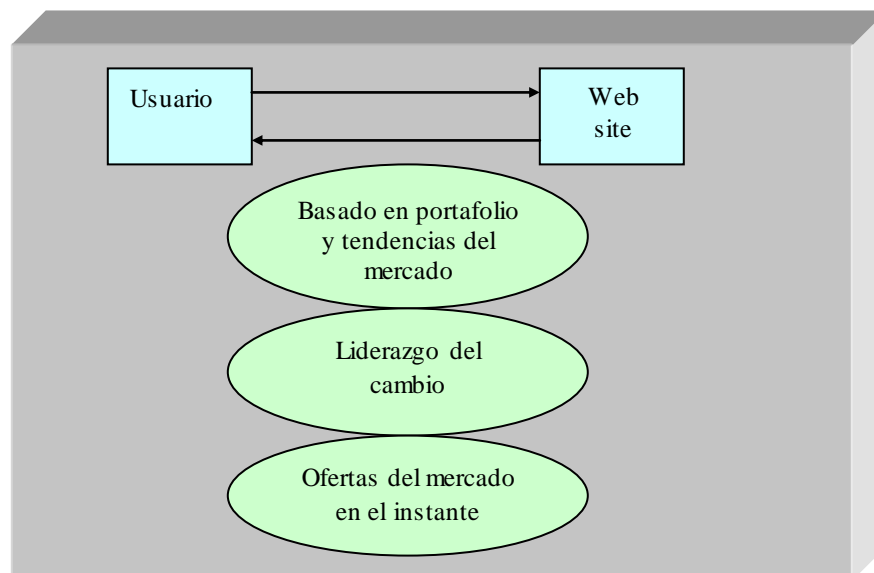 Usuario
Web
site
Basado en portafolio
y tendencias del
mercado
Liderazgo del
cambio
Ofertas del mercado
en el instante